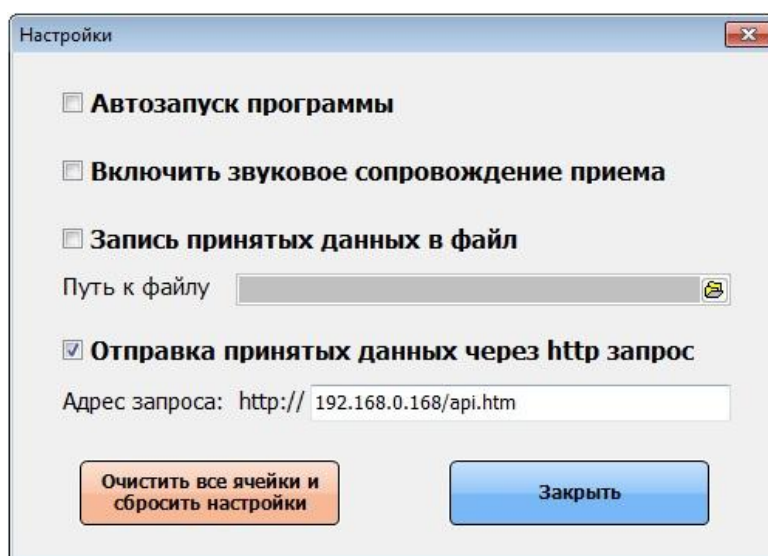 Настройки
Автозапуск программы
Включить звуковое сопровождение приема
Запись принятых данных в файл
Путь к файлу
Отправка принятых данных через http запрос
Адрес запроса: http:// 192.168.0.168/api.htm
Очистить все ячейки и
сбросить настройки
Закрыть